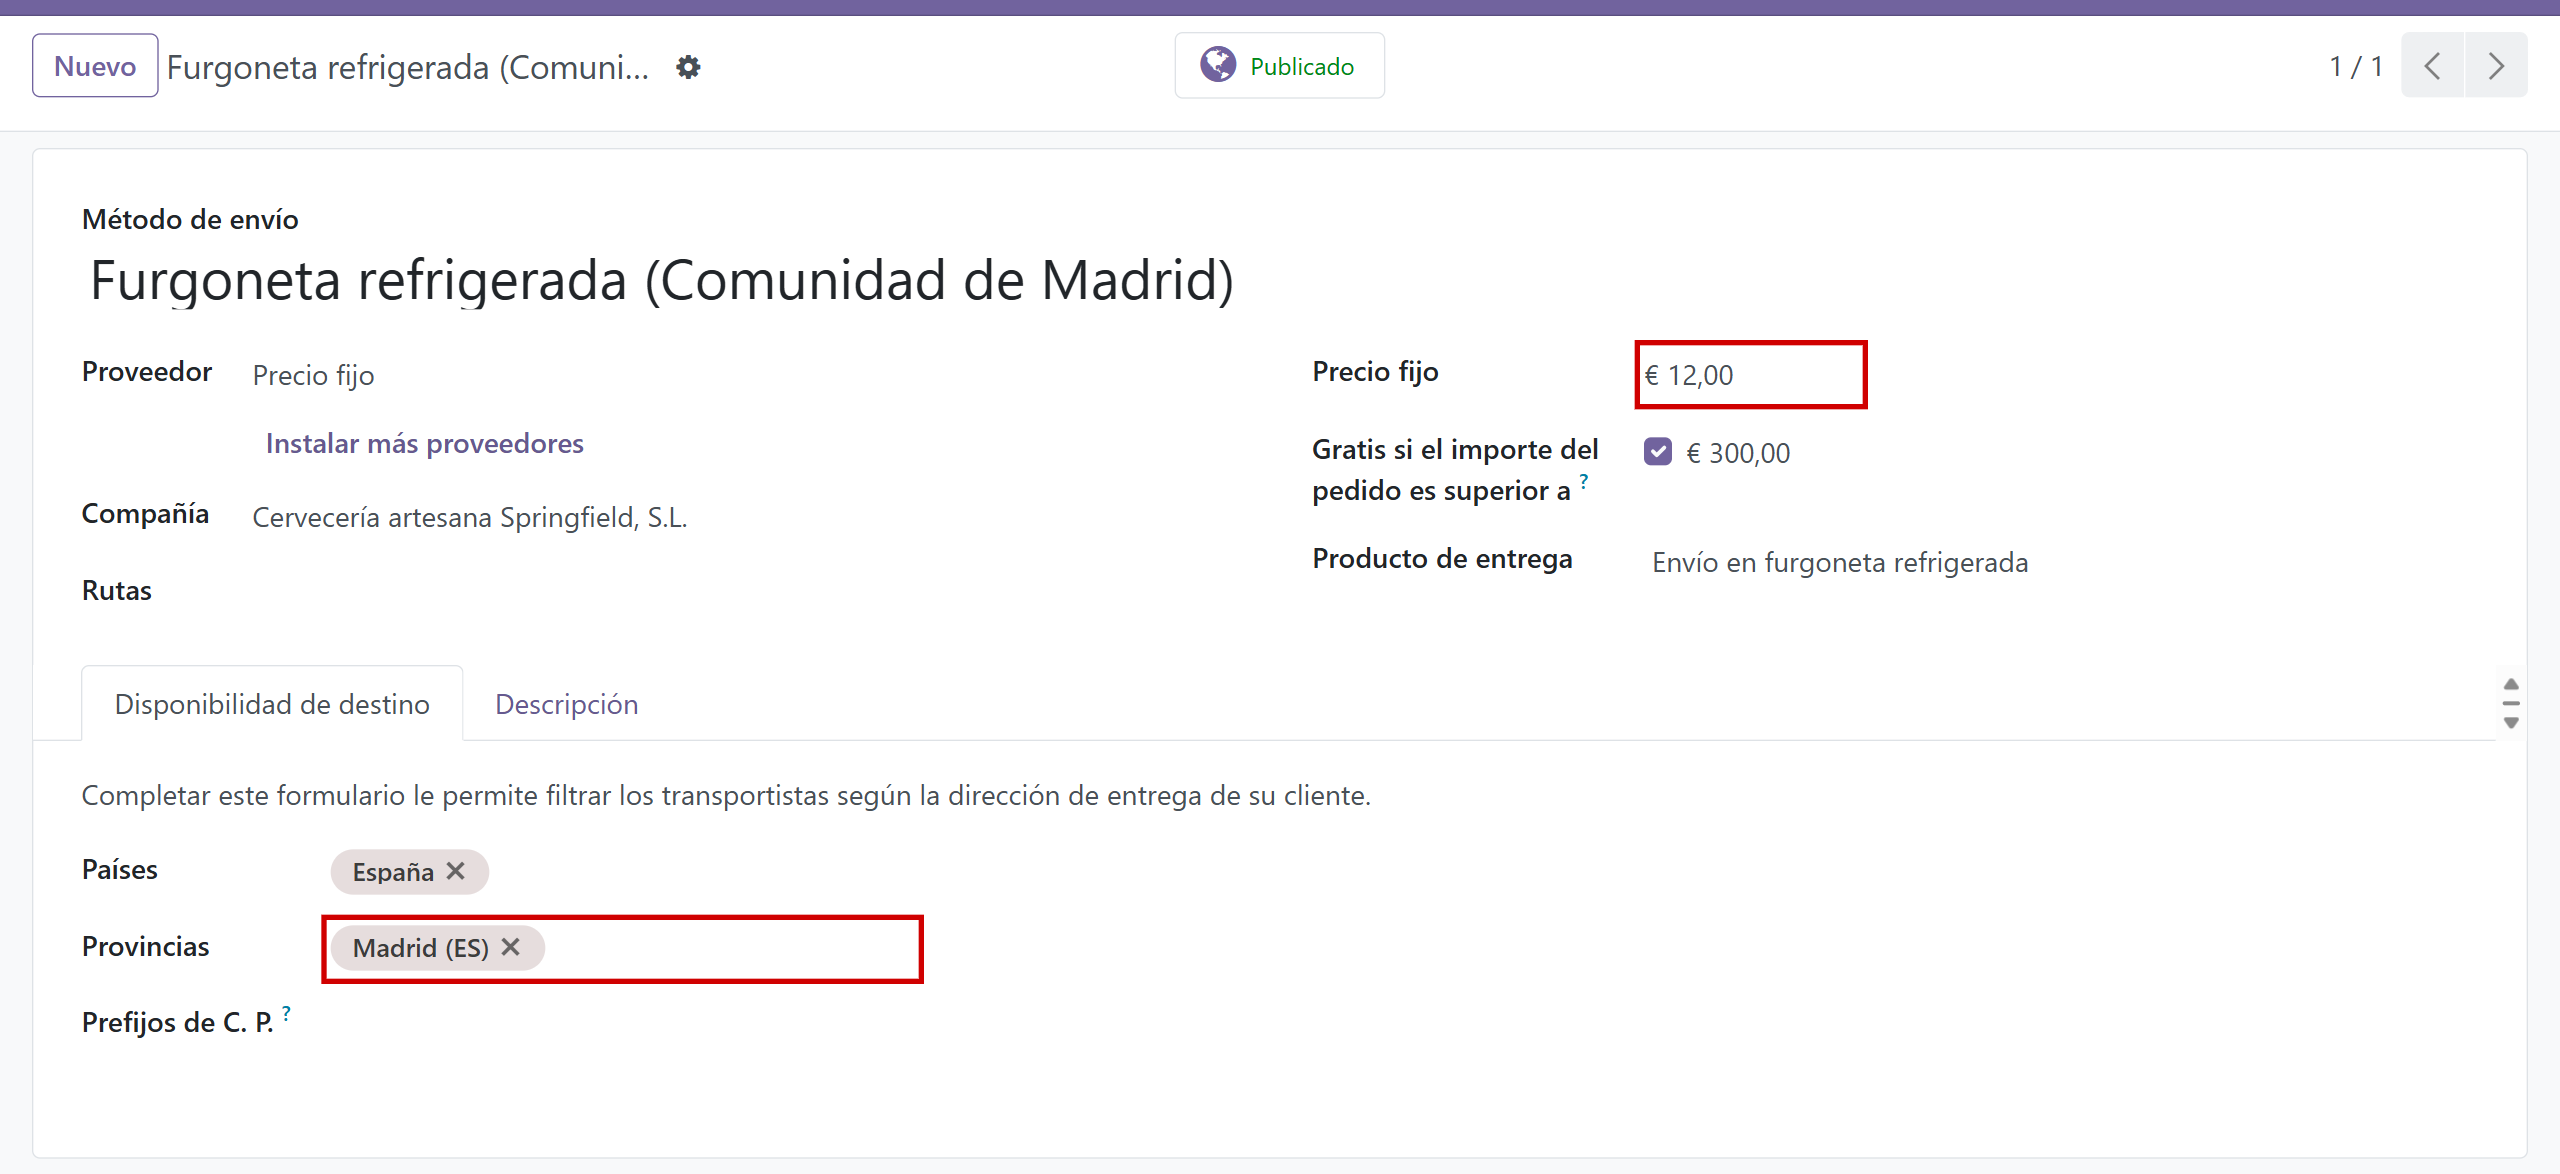 Nuevo Furgoneta refrigerada (Comuni... Publicado 1 / 1
Método de envío
Furgoneta refrigerada (Comunidad de Madrid)
Proveedor Precio fijo
Instalar más proveedores
Compañía Cervecería artesana Springfield, S.L.
Rutas
Precio fijo € 12,00
Gratis si el importe del
pedido es superior a ? € 300,00
Producto de entrega Envío en furgoneta refrigerada
Disponibilidad de destino Descripción
Completar este formulario le permite filtrar los transportistas según la dirección de entrega de su cliente.
Países España ✕
Provincias Madrid (ES) ✕
Prefijos de C. P. ?